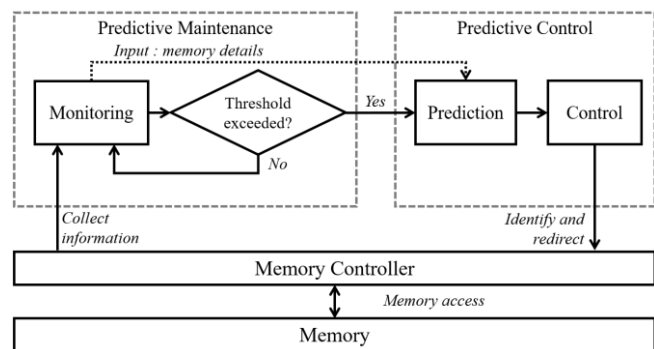 Predictive Maintenance
Predictive Control
Input : memory details
Monitoring
Threshold
exceeded?
Yes
No
Prediction
Control
Collect
information
Identify and
redirect
Memory Controller
Memory access
Memory